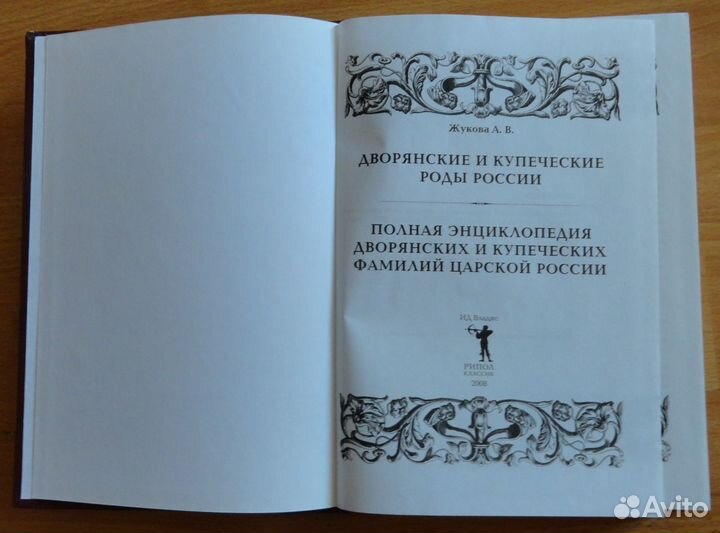 Жукова А. В.
ДВОРЯНСКИЕ И КУПЕЧЕСКИЕ
РОДЫ РОССИИ
ПОЛНАЯ ЭНЦИКЛОПЕДИЯ
ДВОРЯНСКИХ И КУПЕЧЕСКИХ
ФАМИЛИЙ ЦАРСКОЙ РОССИИ
ИД Владис
РИПОЛ
КЛАССИК
2008
Avito